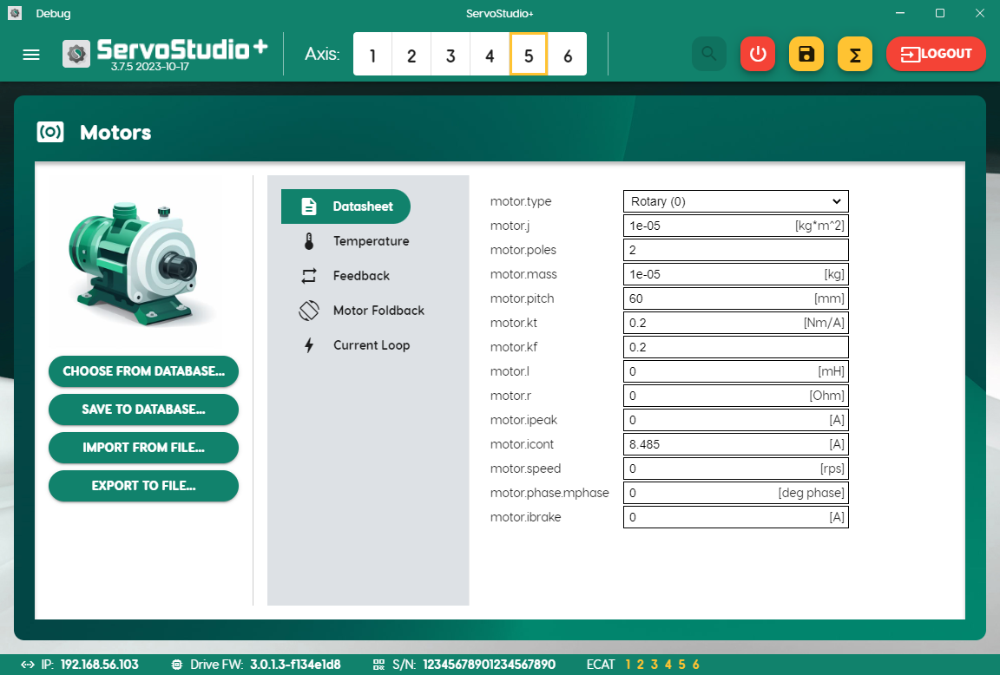 Debug
ServoStudio+
ServoStudio+
3.7.5 2023-10-17
Axis:
1 2 3 4 5 6
LOGOUT
Motors
CHOOSE FROM DATABASE...
SAVE TO DATABASE...
IMPORT FROM FILE...
EXPORT TO FILE...
Datasheet
Temperature
Feedback
Motor Foldback
Current Loop
motor.type Rotary (0)
motor.j 1e-05 [kg*m^2]
motor.poles 2
motor.mass 1e-05 [kg]
motor.pitch 60 [mm]
motor.kt 0.2 [Nm/A]
motor.kf 0.2
motor.l 0 [mH]
motor.r 0 [Ohm]
motor.ipeak 0 [A]
motor.icont 8.485 [A]
motor.speed 0 [rps]
motor.phase.mphase 0 [deg phase]
motor.ibrake 0 [A]
IP: 192.168.56.103 Drive FW: 3.0.1.3-f134e1d8 S/N: 12345678901234567890 ECAT 1 2 3 4 5 6